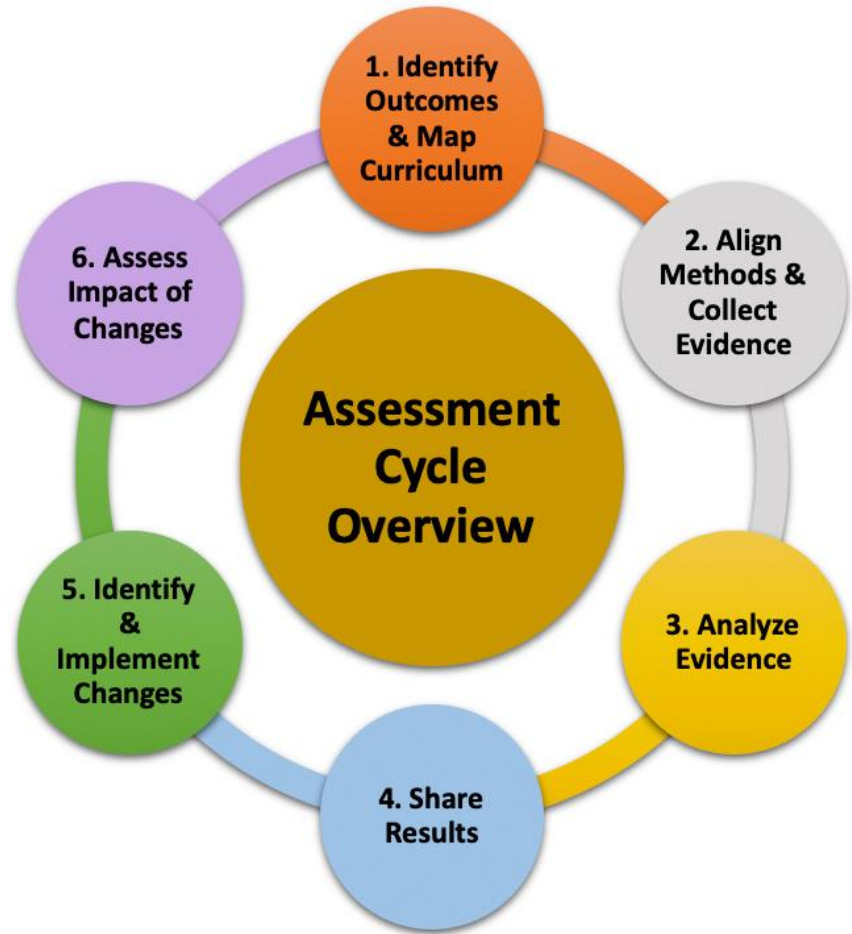 1. Identify
Outcomes
& Map
Curriculum
2. Align
Methods &
Collect
Evidence
3. Analyze
Evidence
4. Share
Results
5. Identify
&
Implement
Changes
6. Assess
Impact of
Changes
Assessment
Cycle
Overview